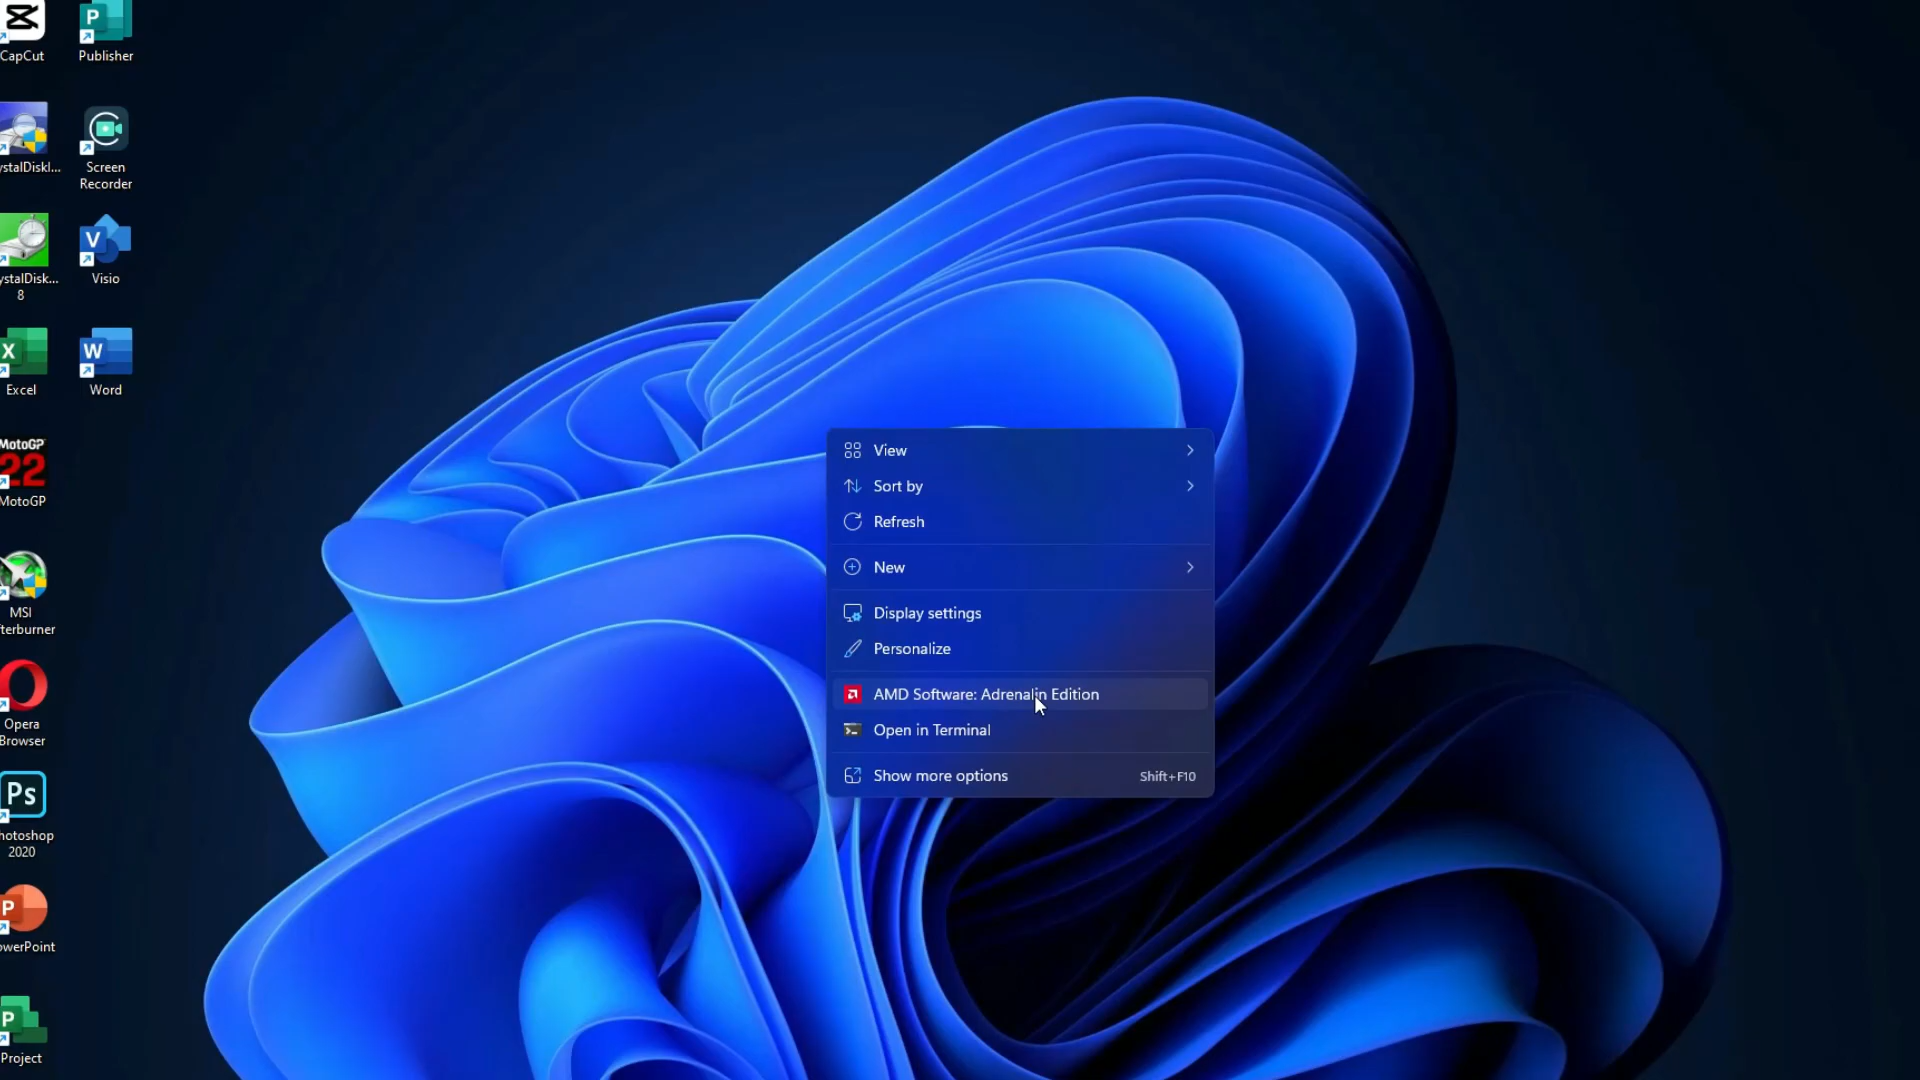 CapCut
Publisher
ystalDiskI...
Screen
Recorder
ystalDisk...
8
Visio
Excel
Word
MotoGP
22
MotoGP
MSI
fterburner
Opera
Browser
Ps
hotoshop
2020
owerPoint
Project
View
Sort by
Refresh
New
Display settings
Personalize
AMD Software: Adrenalin Edition
Open in Terminal
Show more options Shift+F10